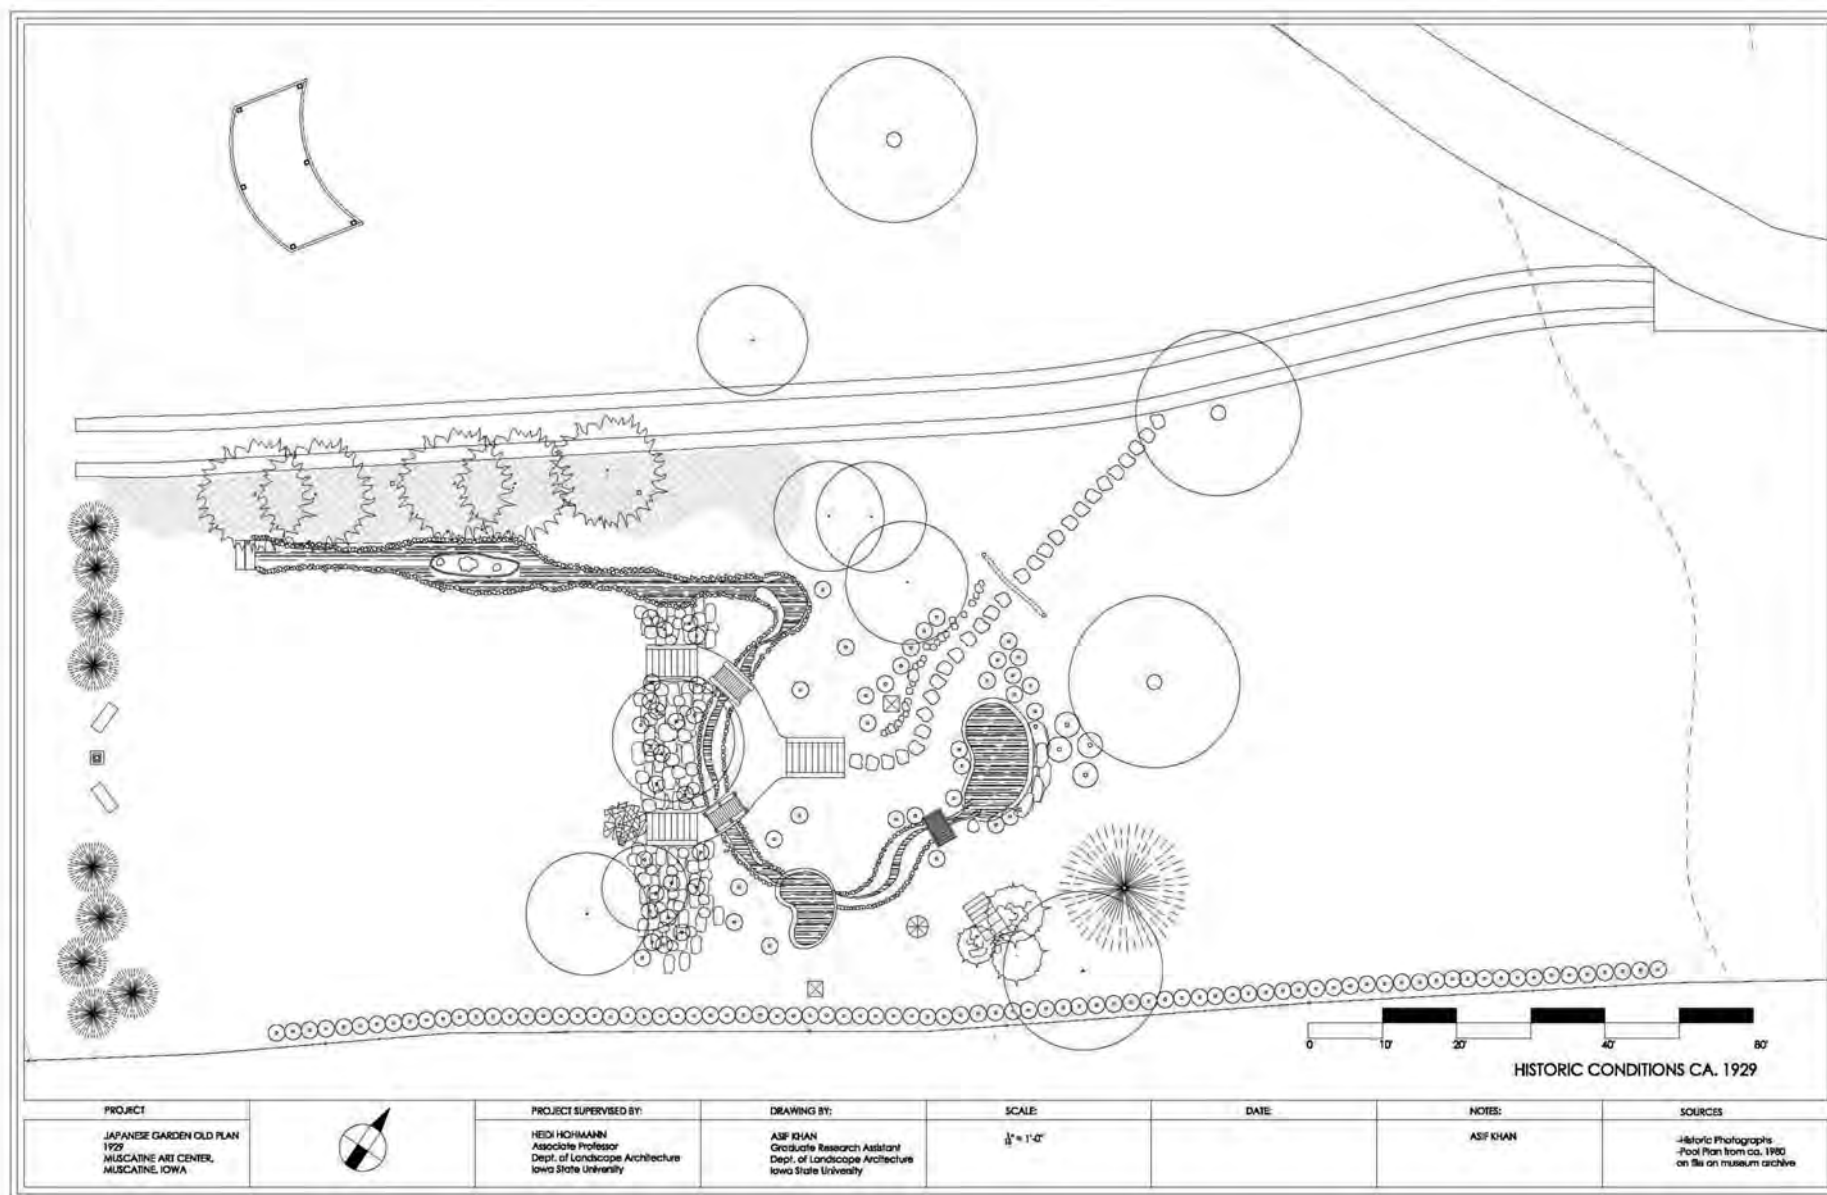 0 10' 20' 40' 80'
HISTORIC CONDITIONS CA. 1929
PROJECT
JAPANESE GARDEN OLD PLAN
1929
MUSCATINE ART CENTER,
MUSCATINE, IOWA
PROJECT SUPERVISED BY:
HEIDI HOHMANN
Associate Professor
Dept. of Landscape Architecture
Iowa State University
DRAWING BY:
ASIF KHAN
Graduate Research Assistant
Dept. of Landscape Architecture
Iowa State University
SCALE:
= 1'-0"
DATE:
NOTES:
ASIF KHAN
SOURCES
-Historic Photographs
-Pool Plan from ca. 1980
on file on museum archive